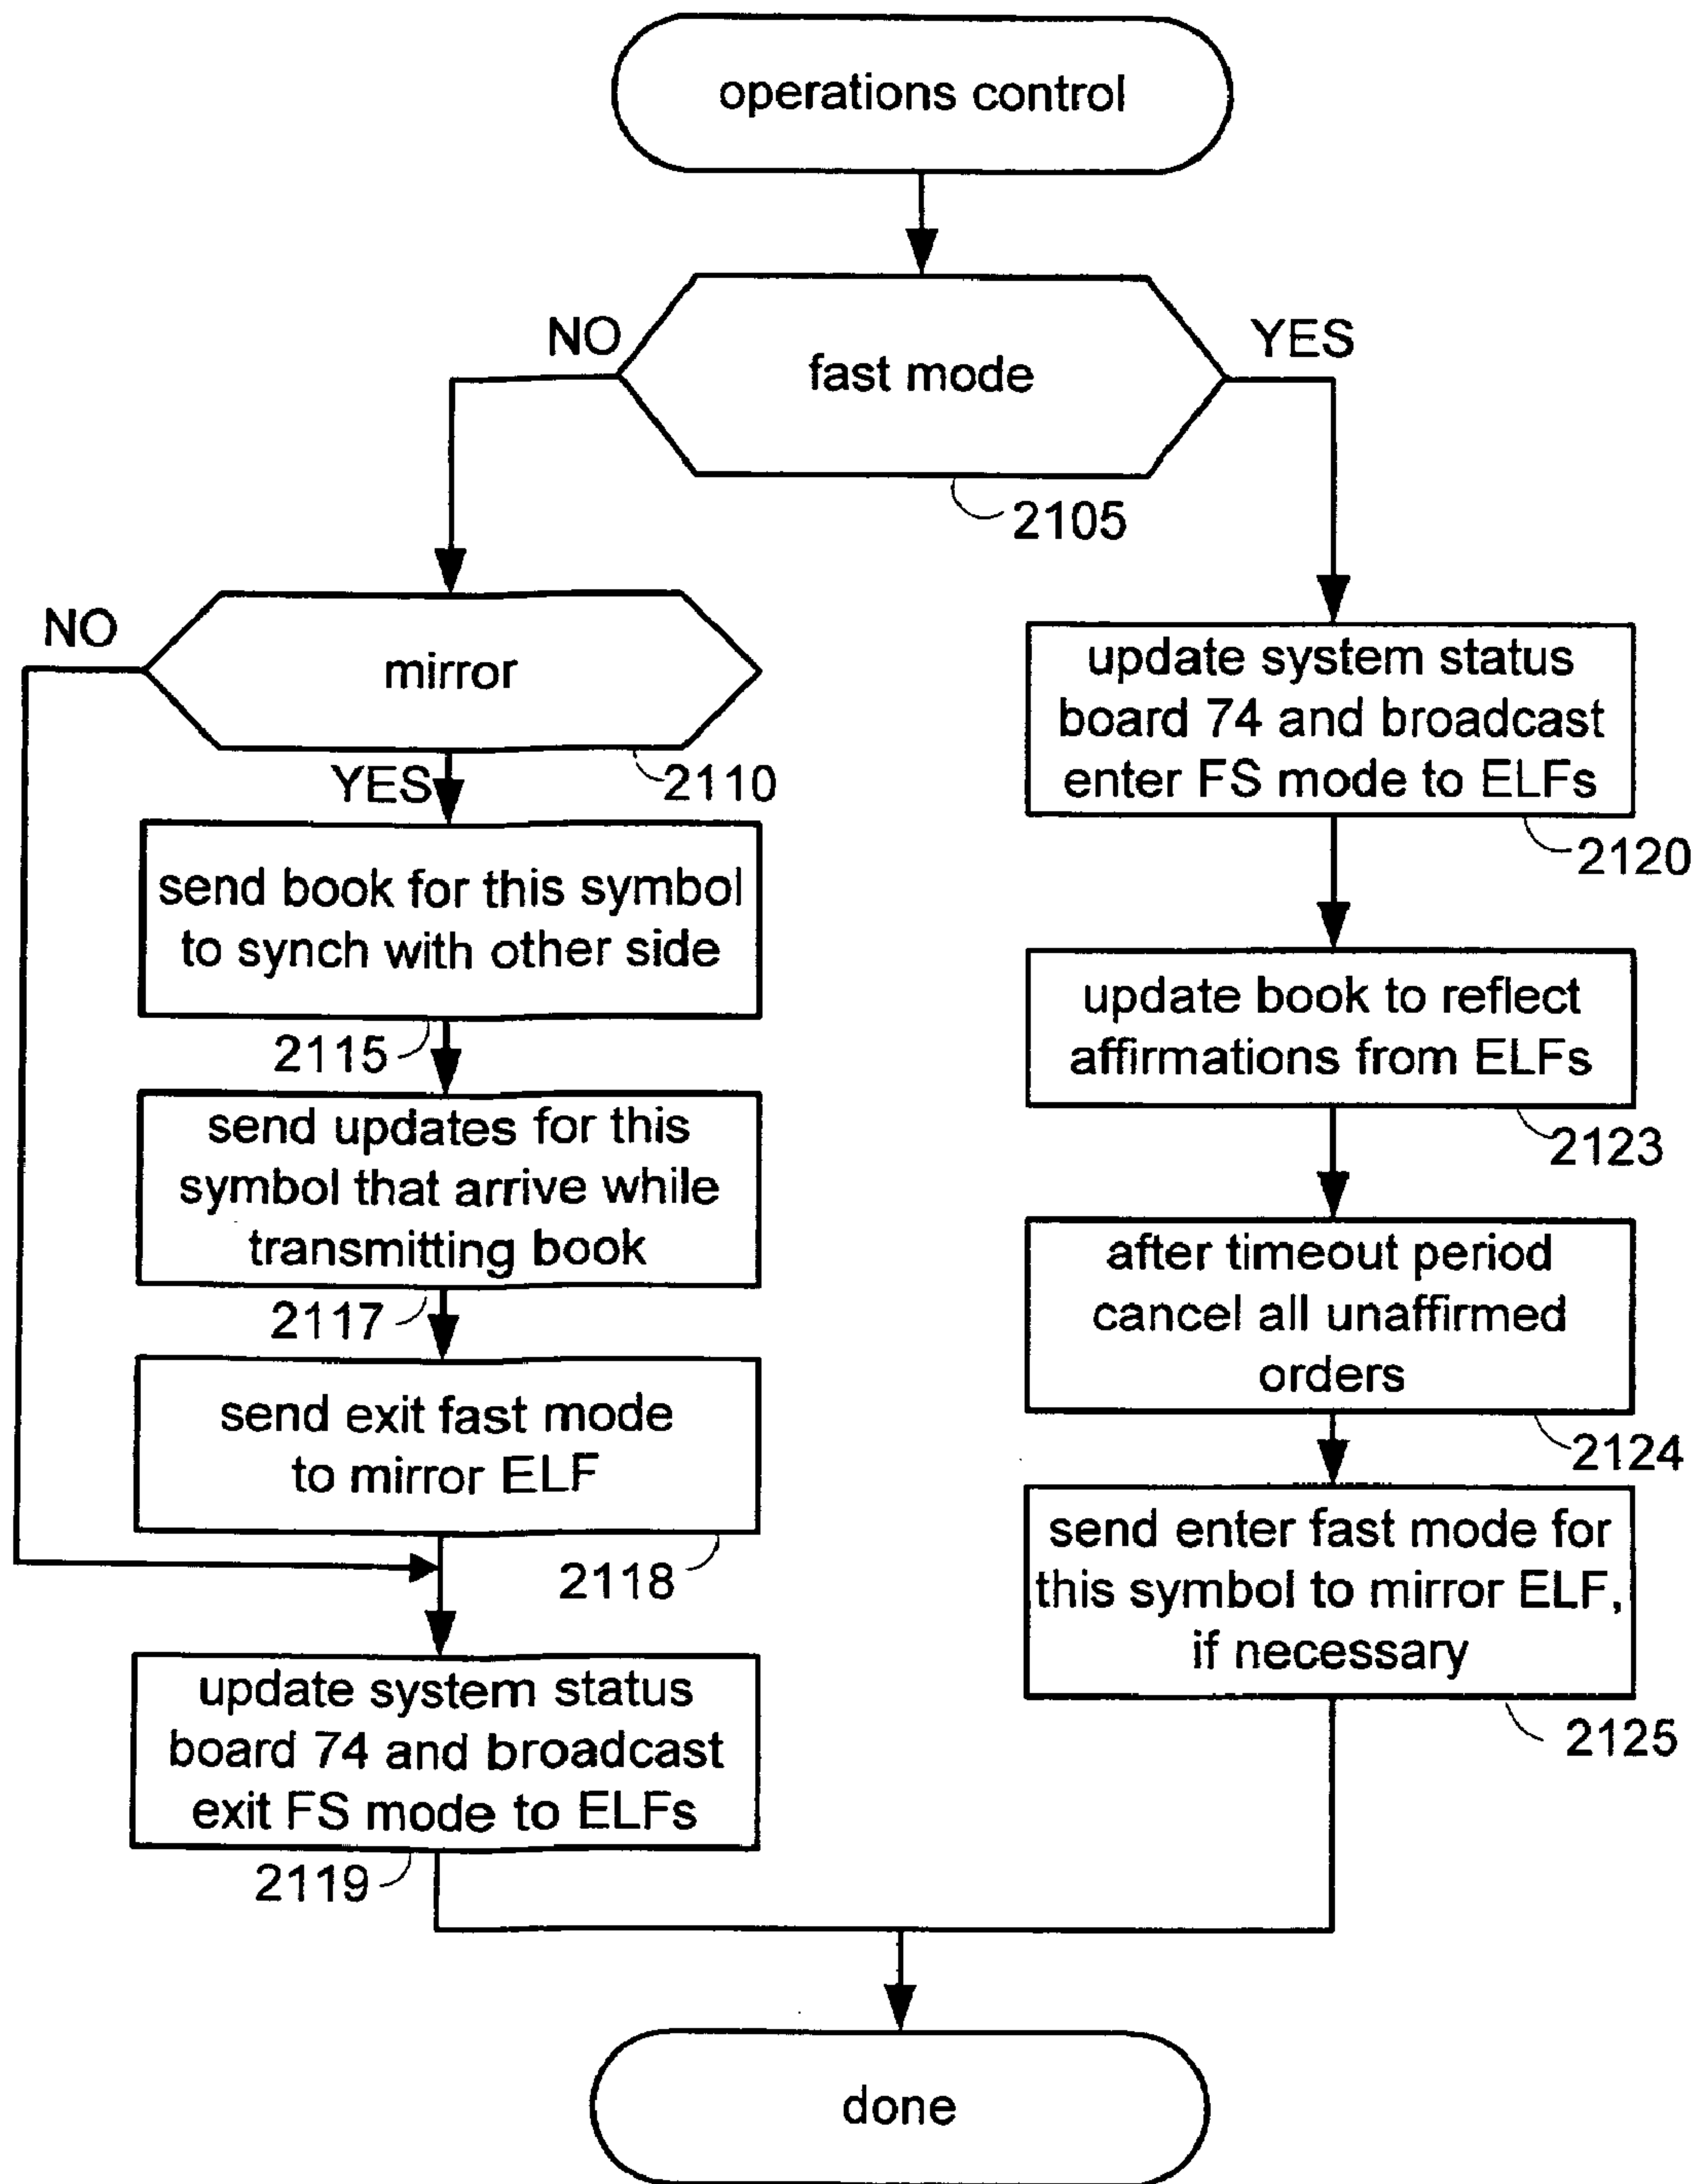 operations control
NO
YES
fast mode
2105
NO
mirror
YES
2110
send book for this symbol
to synch with other side
2115
send updates for this
symbol that arrive while
transmitting book
2117
send exit fast mode
to mirror ELF
2118
update system status
board 74 and broadcast
exit FS mode to ELFs
2119
update system status
board 74 and broadcast
enter FS mode to ELFs
2120
update book to reflect
affirmations from ELFs
2123
after timeout period
cancel all unaffirmed
orders
2124
send enter fast mode for
this symbol to mirror ELF,
if necessary
2125
done